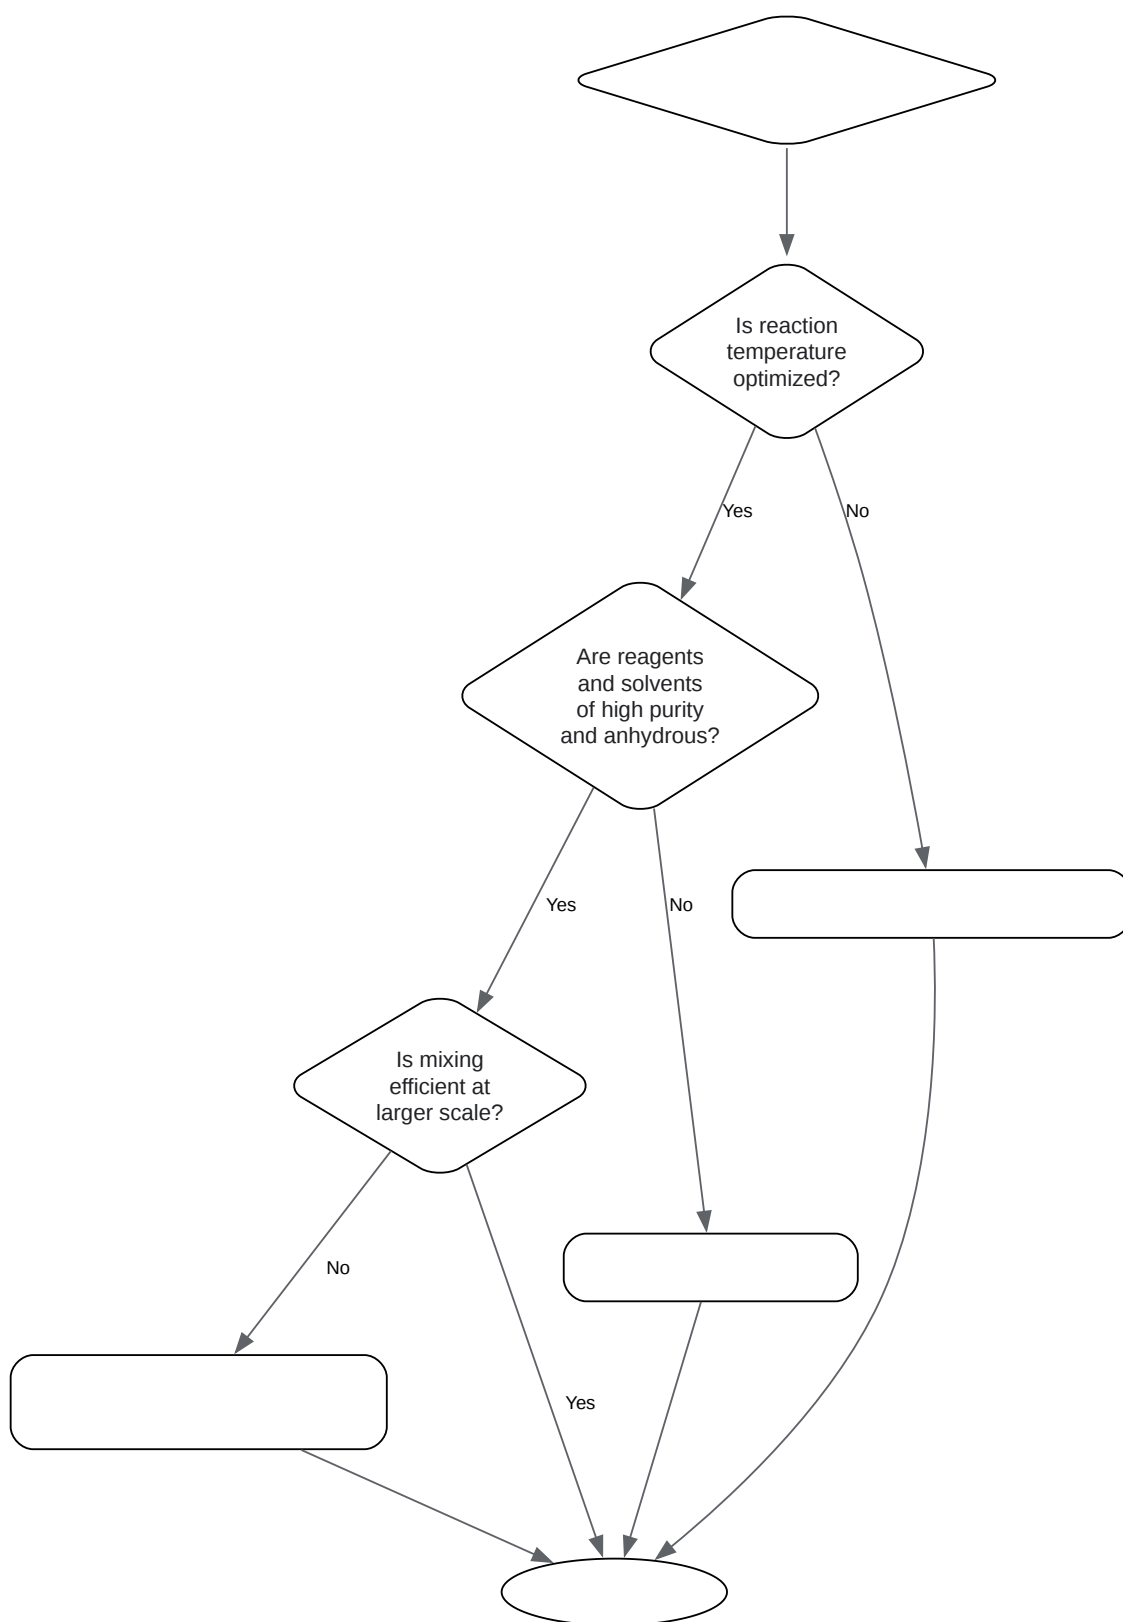 Is reaction
temperature
optimized?
Yes
No
Are reagents
and solvents
of high purity
and anhydrous?
Yes
No
Is mixing
efficient at
larger scale?
No
Yes